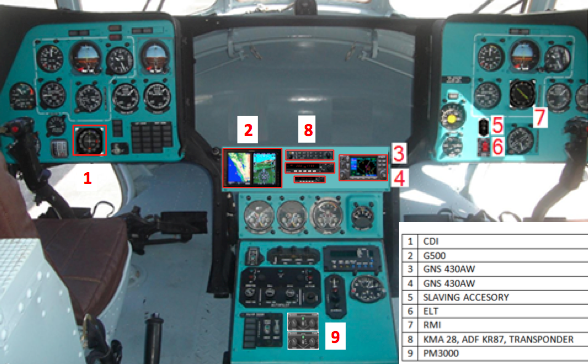 2
8
3
4
5
6
7
1
9
1 CDI
2 G500
3 GNS 430AW
4 GNS 430AW
5 SLAVING ACCESORY
6 ELT
7 RMI
8 KMA 28, ADF KR87, TRANSPONDER
9 PM3000